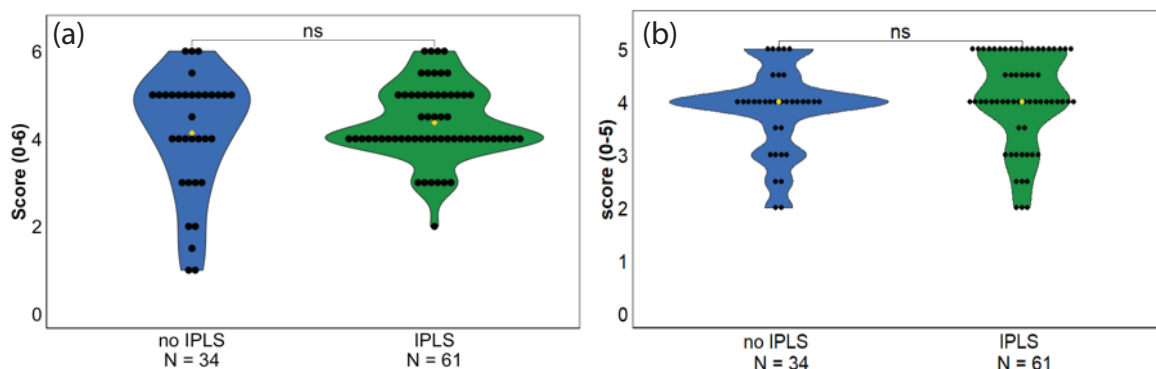 (a)
ns
Score (0-6)
6
4
2
0
no IPLS
N = 34
IPLS
N = 61
(b)
ns
score (0-5)
5
4
3
2
1
0
no IPLS
N = 34
IPLS
N = 61